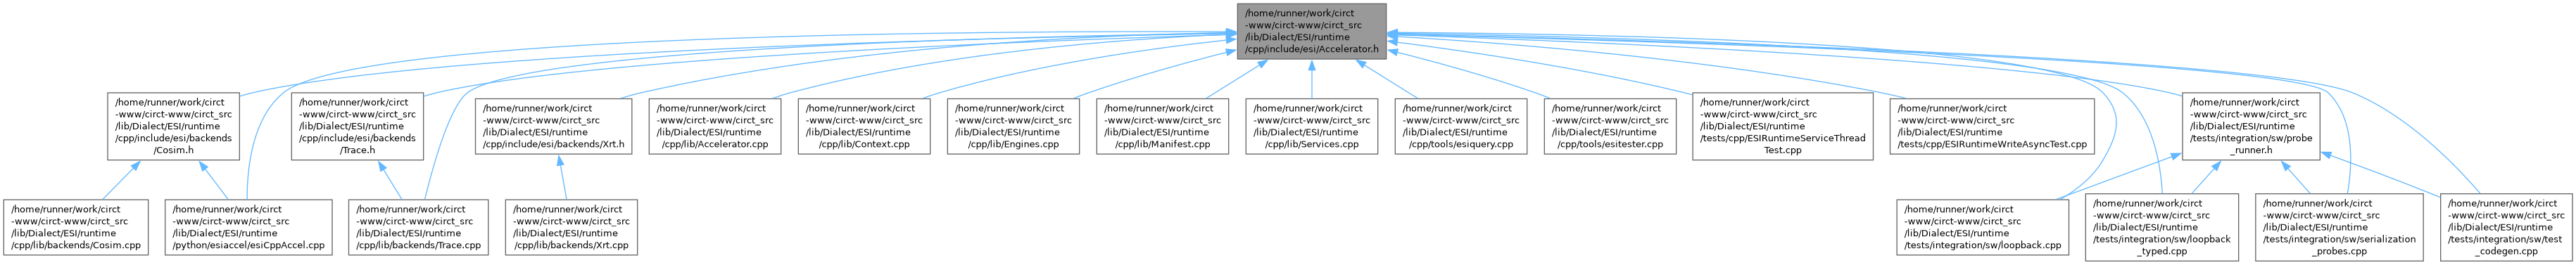 /home/runner/work/circt
-www/circt-www/circt_src
/lib/Dialect/ESI/runtime
/cpp/include/esi/Accelerator.h
/home/runner/work/circt
-www/circt-www/circt_src
/lib/Dialect/ESI/runtime
/cpp/include/esi/backends
/Cosim.h
/home/runner/work/circt
-www/circt-www/circt_src
/lib/Dialect/ESI/runtime
/cpp/include/esi/backends
/Trace.h
/home/runner/work/circt
-www/circt-www/circt_src
/lib/Dialect/ESI/runtime
/cpp/include/esi/backends/Xrt.h
/home/runner/work/circt
-www/circt-www/circt_src
/lib/Dialect/ESI/runtime
/cpp/lib/Accelerator.cpp
/home/runner/work/circt
-www/circt-www/circt_src
/lib/Dialect/ESI/runtime
/cpp/lib/Context.cpp
/home/runner/work/circt
-www/circt-www/circt_src
/lib/Dialect/ESI/runtime
/cpp/lib/Engines.cpp
/home/runner/work/circt
-www/circt-www/circt_src
/lib/Dialect/ESI/runtime
/cpp/lib/Manifest.cpp
/home/runner/work/circt
-www/circt-www/circt_src
/lib/Dialect/ESI/runtime
/cpp/lib/Services.cpp
/home/runner/work/circt
-www/circt-www/circt_src
/lib/Dialect/ESI/runtime
/cpp/tools/esiquery.cpp
/home/runner/work/circt
-www/circt-www/circt_src
/lib/Dialect/ESI/runtime
/cpp/tools/esitester.cpp
/home/runner/work/circt
-www/circt-www/circt_src
/lib/Dialect/ESI/runtime
/tests/cpp/ESIRuntimeServiceThread
Test.cpp
/home/runner/work/circt
-www/circt-www/circt_src
/lib/Dialect/ESI/runtime
/tests/cpp/ESIRuntimeWriteAsyncTest.cpp
/home/runner/work/circt
-www/circt-www/circt_src
/lib/Dialect/ESI/runtime
/tests/integration/sw/probe
_runner.h
/home/runner/work/circt
-www/circt-www/circt_src
/lib/Dialect/ESI/runtime
/cpp/lib/backends/Cosim.cpp
/home/runner/work/circt
-www/circt-www/circt_src
/lib/Dialect/ESI/runtime
/python/esiaccel/esiCppAccel.cpp
/home/runner/work/circt
-www/circt-www/circt_src
/lib/Dialect/ESI/runtime
/cpp/lib/backends/Trace.cpp
/home/runner/work/circt
-www/circt-www/circt_src
/lib/Dialect/ESI/runtime
/cpp/lib/backends/Xrt.cpp
/home/runner/work/circt
-www/circt-www/circt_src
/lib/Dialect/ESI/runtime
/tests/integration/sw/loopback.cpp
/home/runner/work/circt
-www/circt-www/circt_src
/lib/Dialect/ESI/runtime
/tests/integration/sw/loopback
_typed.cpp
/home/runner/work/circt
-www/circt-www/circt_src
/lib/Dialect/ESI/runtime
/tests/integration/sw/serialization
_probes.cpp
/home/runner/work/circt
-www/circt-www/circt_src
/lib/Dialect/ESI/runtime
/tests/integration/sw/test
_codegen.cpp